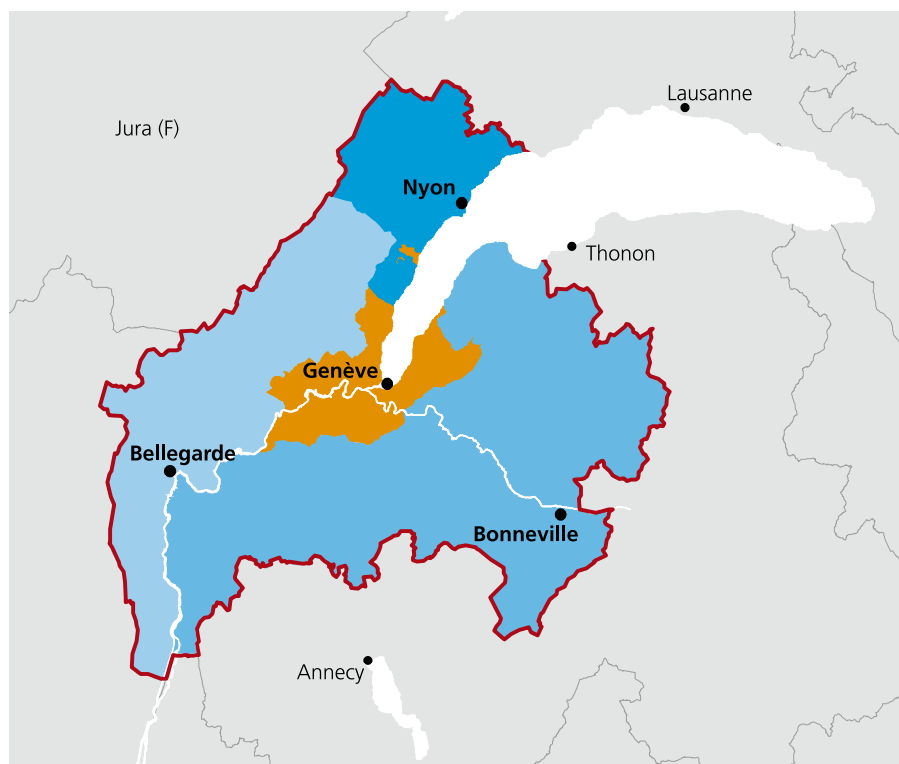 Lausanne
Jura (F)
Nyon
Thonon
Genève
Bellegarde
Bonneville
Annecy